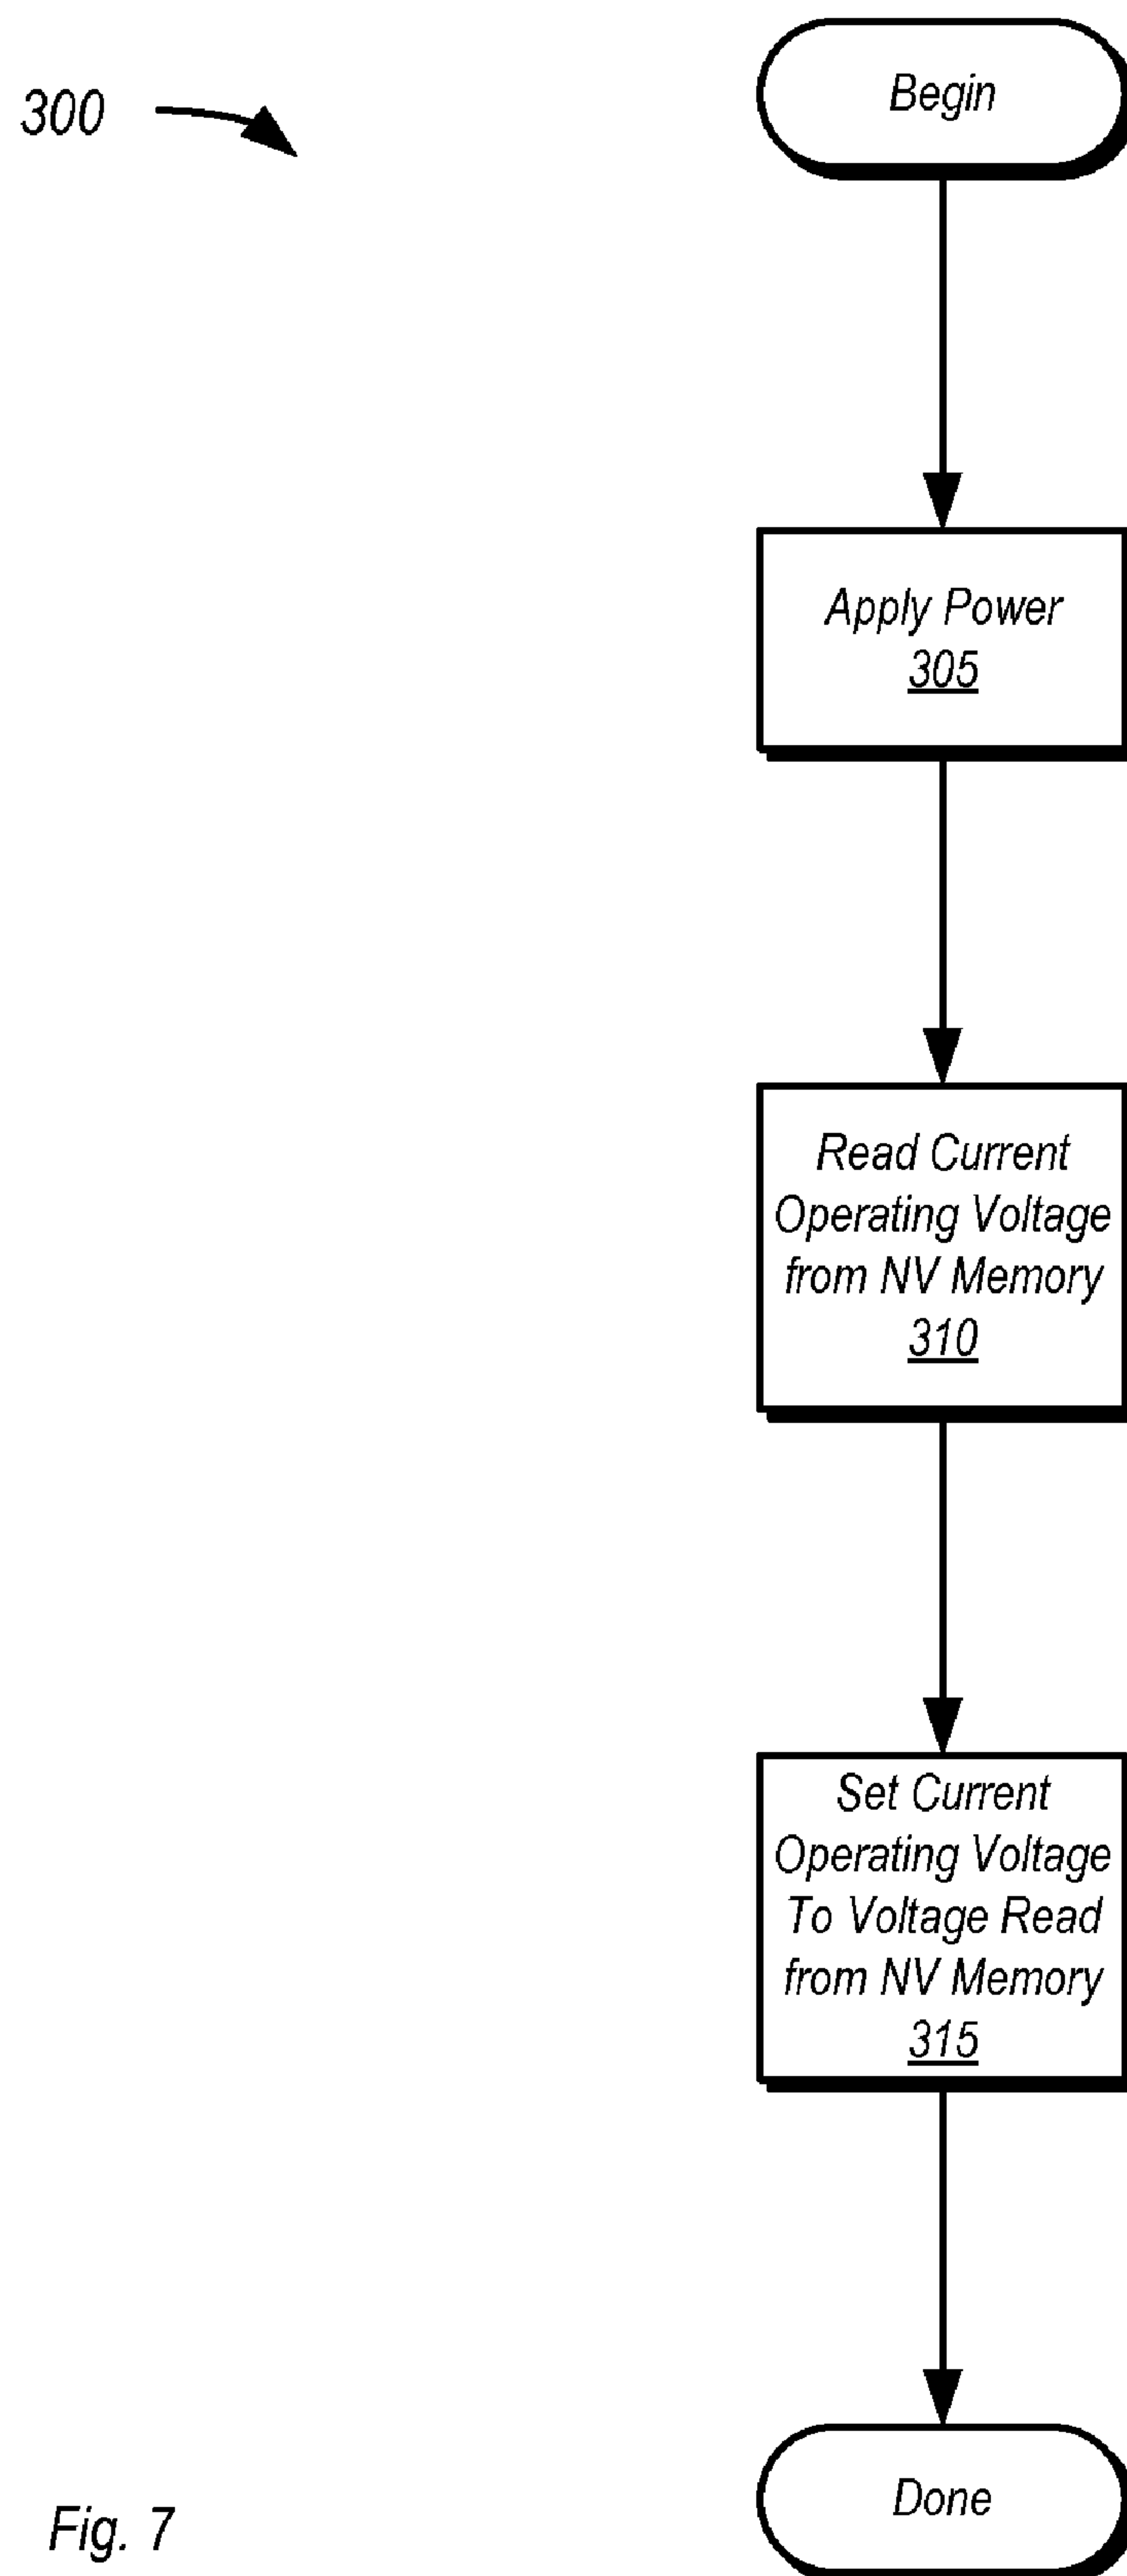 300
Begin
Apply Power
305
Read Current
Operating Voltage
from NV Memory
310
Set Current
Operating Voltage
To Voltage Read
from NV Memory
315
Done
Fig. 7